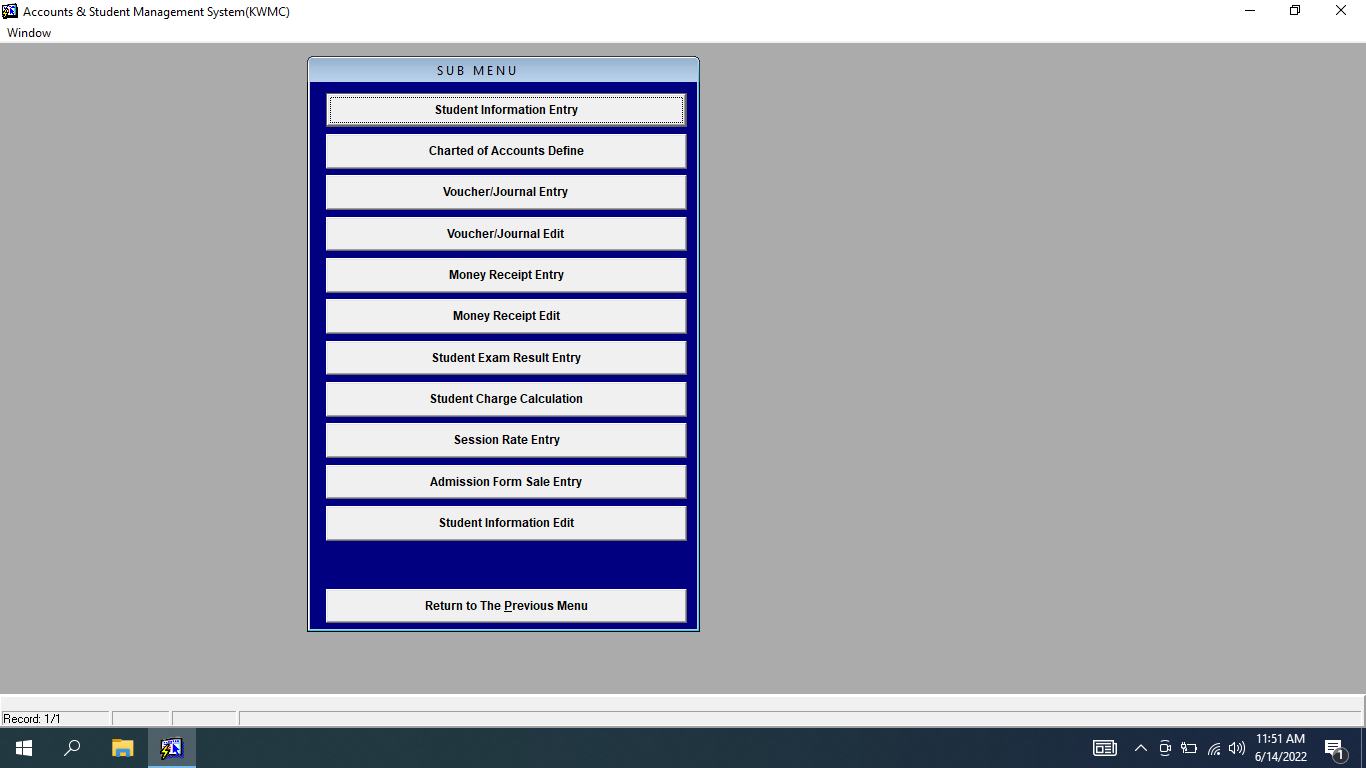 Accounts & Student Management System(KWMC)
Window
SUB MENU
Student Information Entry
Charted of Accounts Define
Voucher/Journal Entry
Voucher/Journal Edit
Money Receipt Entry
Money Receipt Edit
Student Exam Result Entry
Student Charge Calculation
Session Rate Entry
Admission Form Sale Entry
Student Information Edit
Return to The Previous Menu
Record: 1/1
11:51 AM
6/14/2022
1